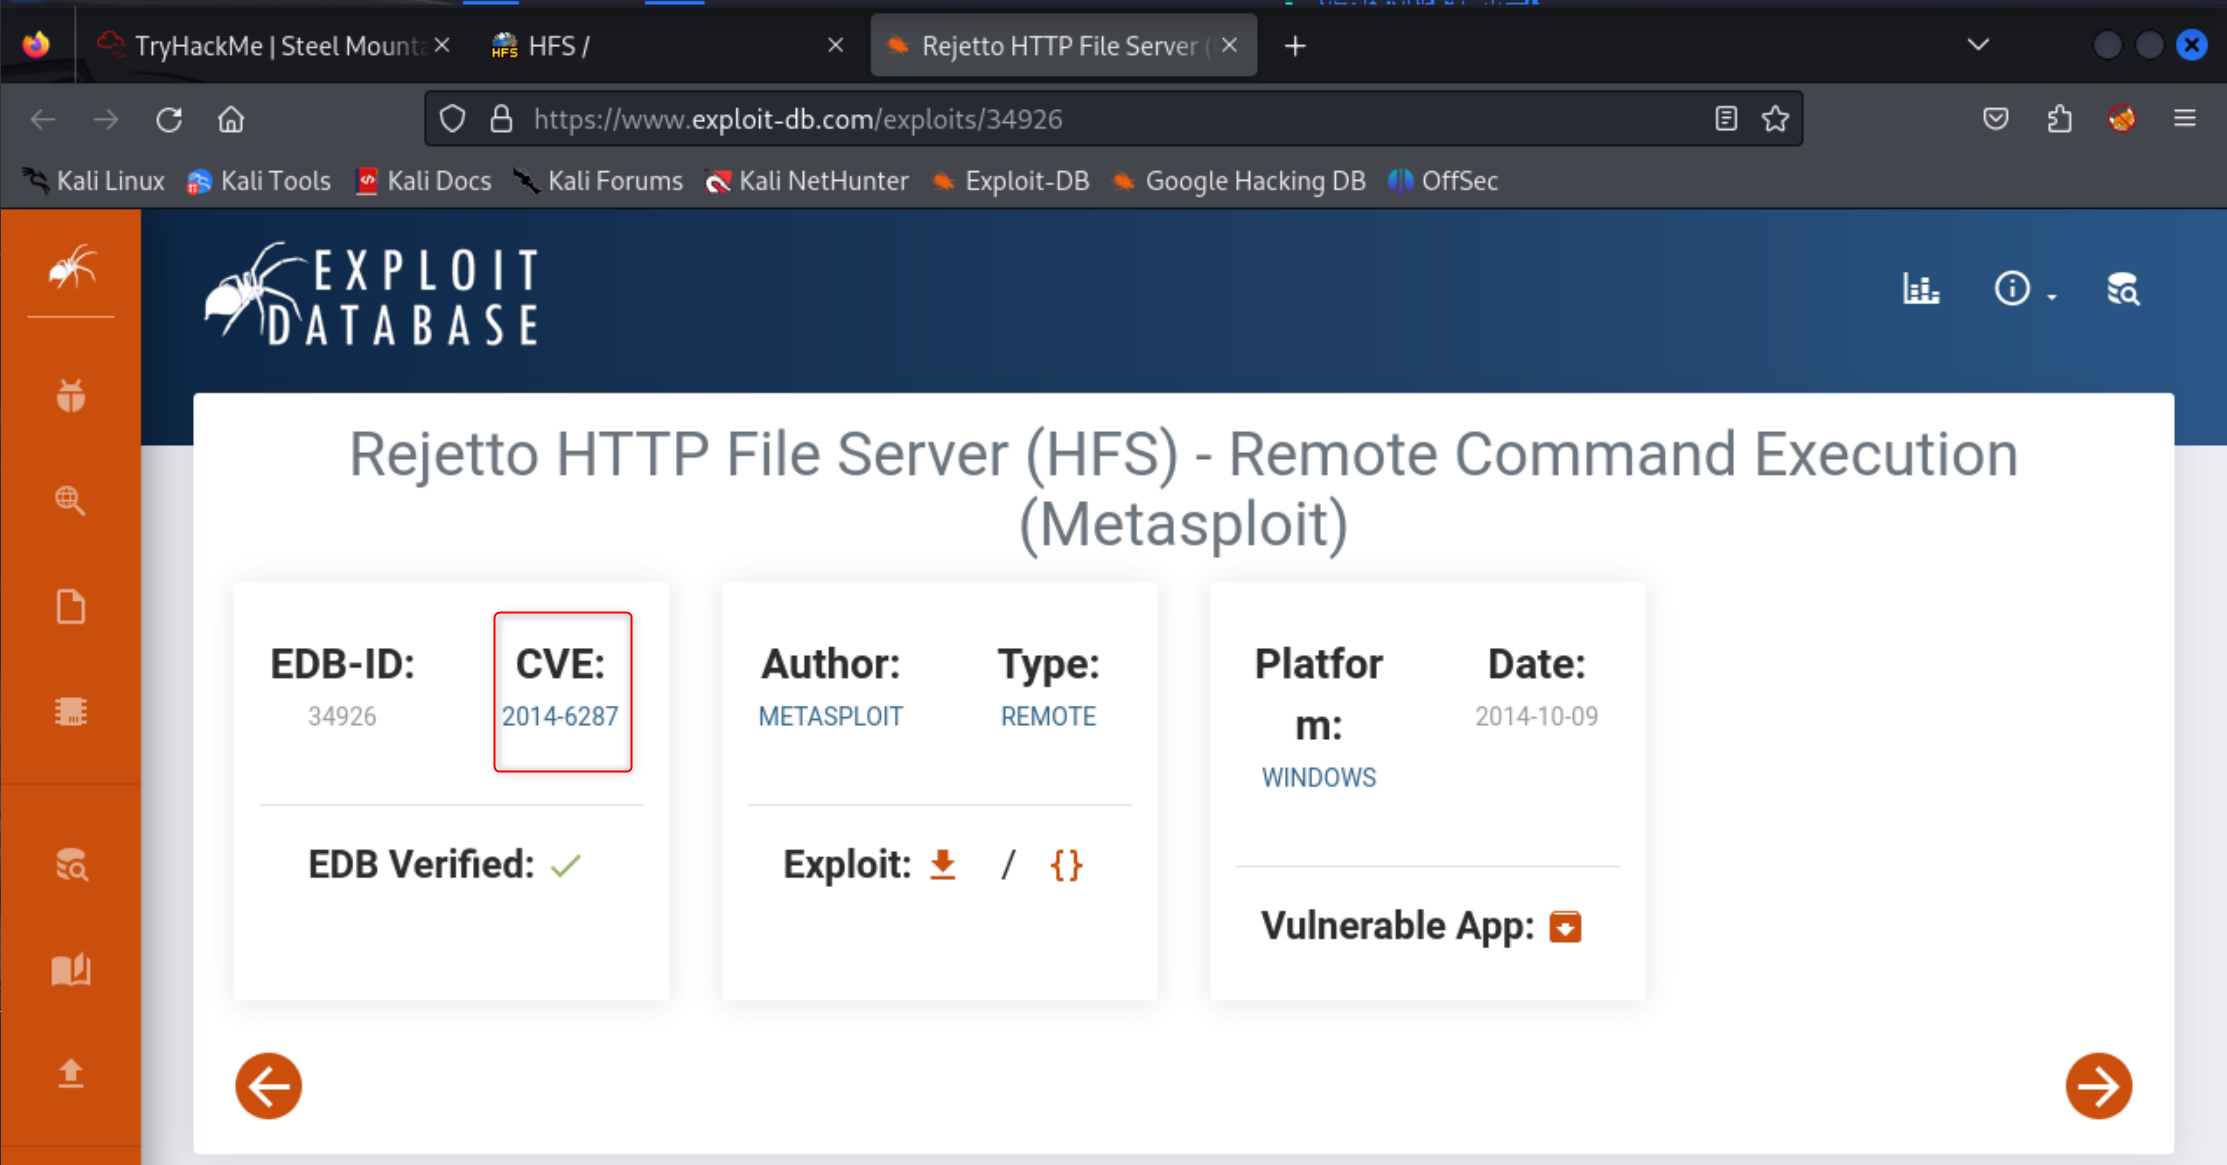 TryHackMe | Steel Mounta
HFS /
Rejetto HTTP File Server (
https://www.exploit-db.com/exploits/34926
Kali Linux
Kali Tools
Kali Docs
Kali Forums
Kali NetHunter
Exploit-DB
Google Hacking DB
OffSec
EXPLOIT
DATABASE
Rejetto HTTP File Server (HFS) - Remote Command Execution
(Metasploit)
EDB-ID:
34926
CVE:
2014-6287
EDB Verified:
Author:
METASPLOIT
Type:
REMOTE
Exploit: / {}
Platfor
m:
WINDOWS
Date:
2014-10-09
Vulnerable App: